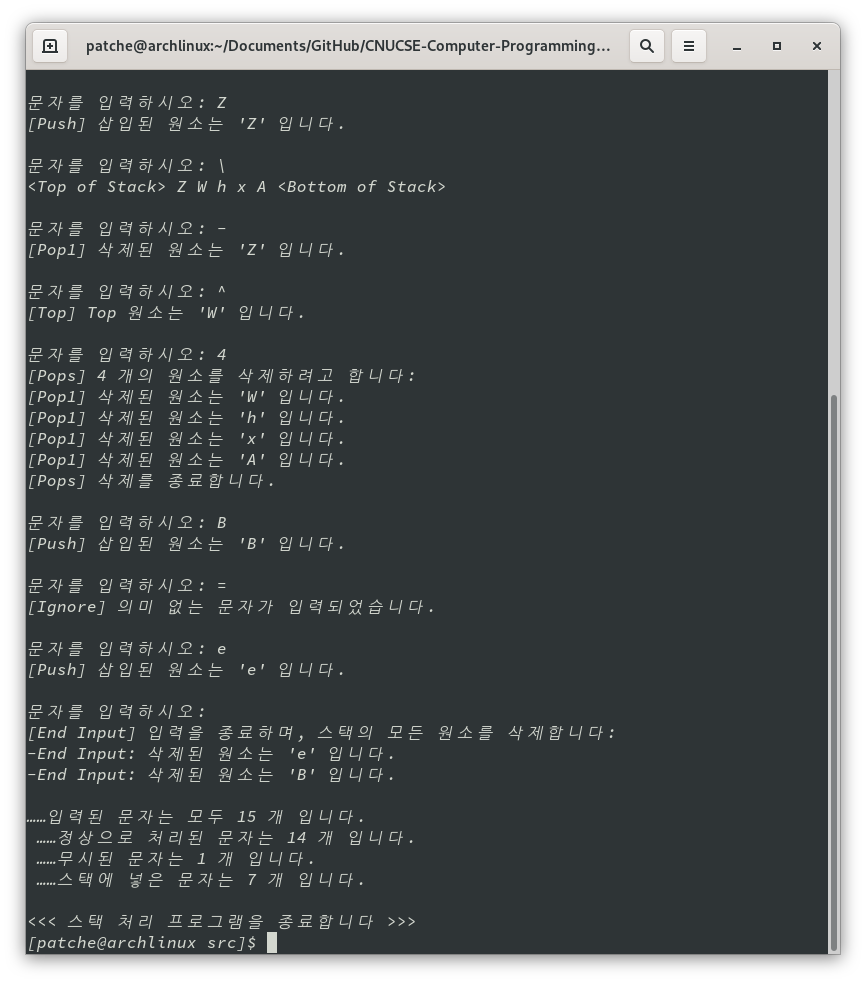 patche@archlinux:~/Documents/GitHub/CNUCSE-Computer-Programming...
문자를 입력하시오: Z
[Push] 삽입된 원소는 'Z' 입니다.
문자를 입력하시오: \
<Top of Stack> Z W h x A <Bottom of Stack>
문자를 입력하시오: -
[Pop1] 삭제된 원소는 'Z' 입니다.
문자를 입력하시오: ^
[Top] Top 원소는 'W' 입니다.
문자를 입력하시오: 4
[Pops] 4 개의 원소를 삭제하려고 합니다:
[Pop1] 삭제된 원소는 'W' 입니다.
[Pop1] 삭제된 원소는 'h' 입니다.
[Pop1] 삭제된 원소는 'x' 입니다.
[Pop1] 삭제된 원소는 'A' 입니다.
[Pops] 삭제를 종료합니다.
문자를 입력하시오: B
[Push] 삽입된 원소는 'B' 입니다.
문자를 입력하시오: =
[Ignore] 의미 없는 문자가 입력되었습니다.
문자를 입력하시오: e
[Push] 삽입된 원소는 'e' 입니다.
문자를 입력하시오:
[End Input] 입력을 종료하며, 스택의 모든 원소를 삭제합니다:
-End Input: 삭제된 원소는 'e' 입니다.
-End Input: 삭제된 원소는 'B' 입니다.
……입력된 문자는 모두 15 개 입니다.
……정상으로 처리된 문자는 14 개 입니다.
……무시된 문자는 1 개 입니다.
……스택에 넣은 문자는 7 개 입니다.
<<< 스택 처리 프로그램을 종료합니다 >>>
[patche@archlinux src]$